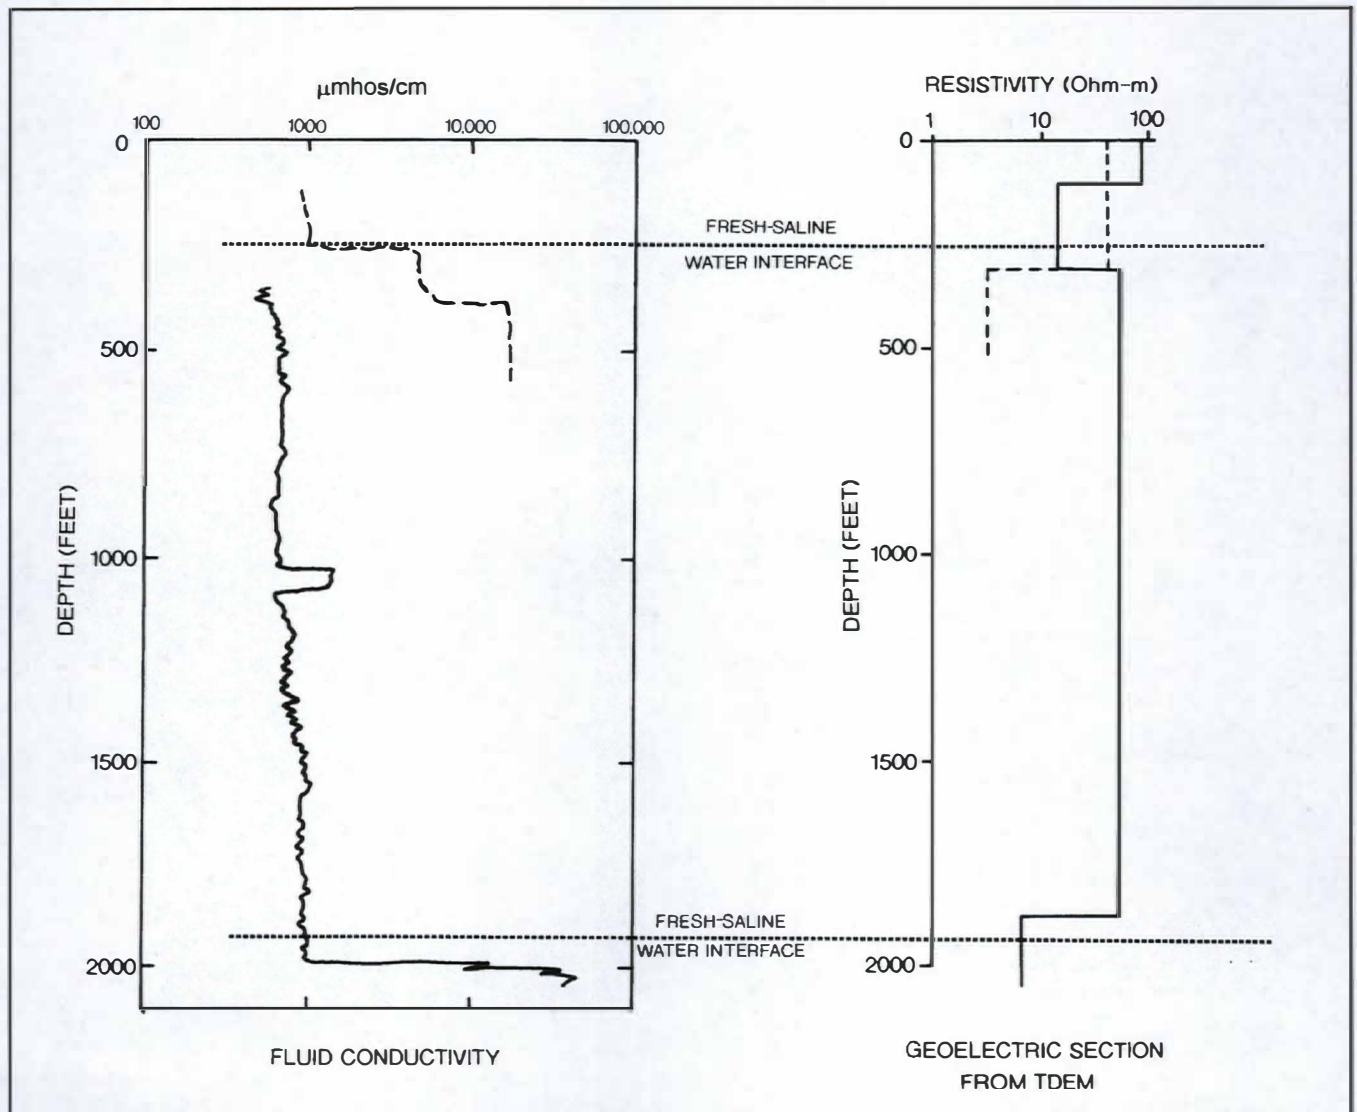 μmhos/cm
100 1000 10,000 100,000
0
500
1000
1500
2000
DEPTH (FEET)
FLUID CONDUCTIVITY
FRESH-SALINE
WATER INTERFACE
FRESH-SALINE
WATER INTERFACE
RESISTIVITY (Ohm-m)
1 10 100
0
500
1000
1500
2000
DEPTH (FEET)
GEOELECTRIC SECTION
FROM TDEM